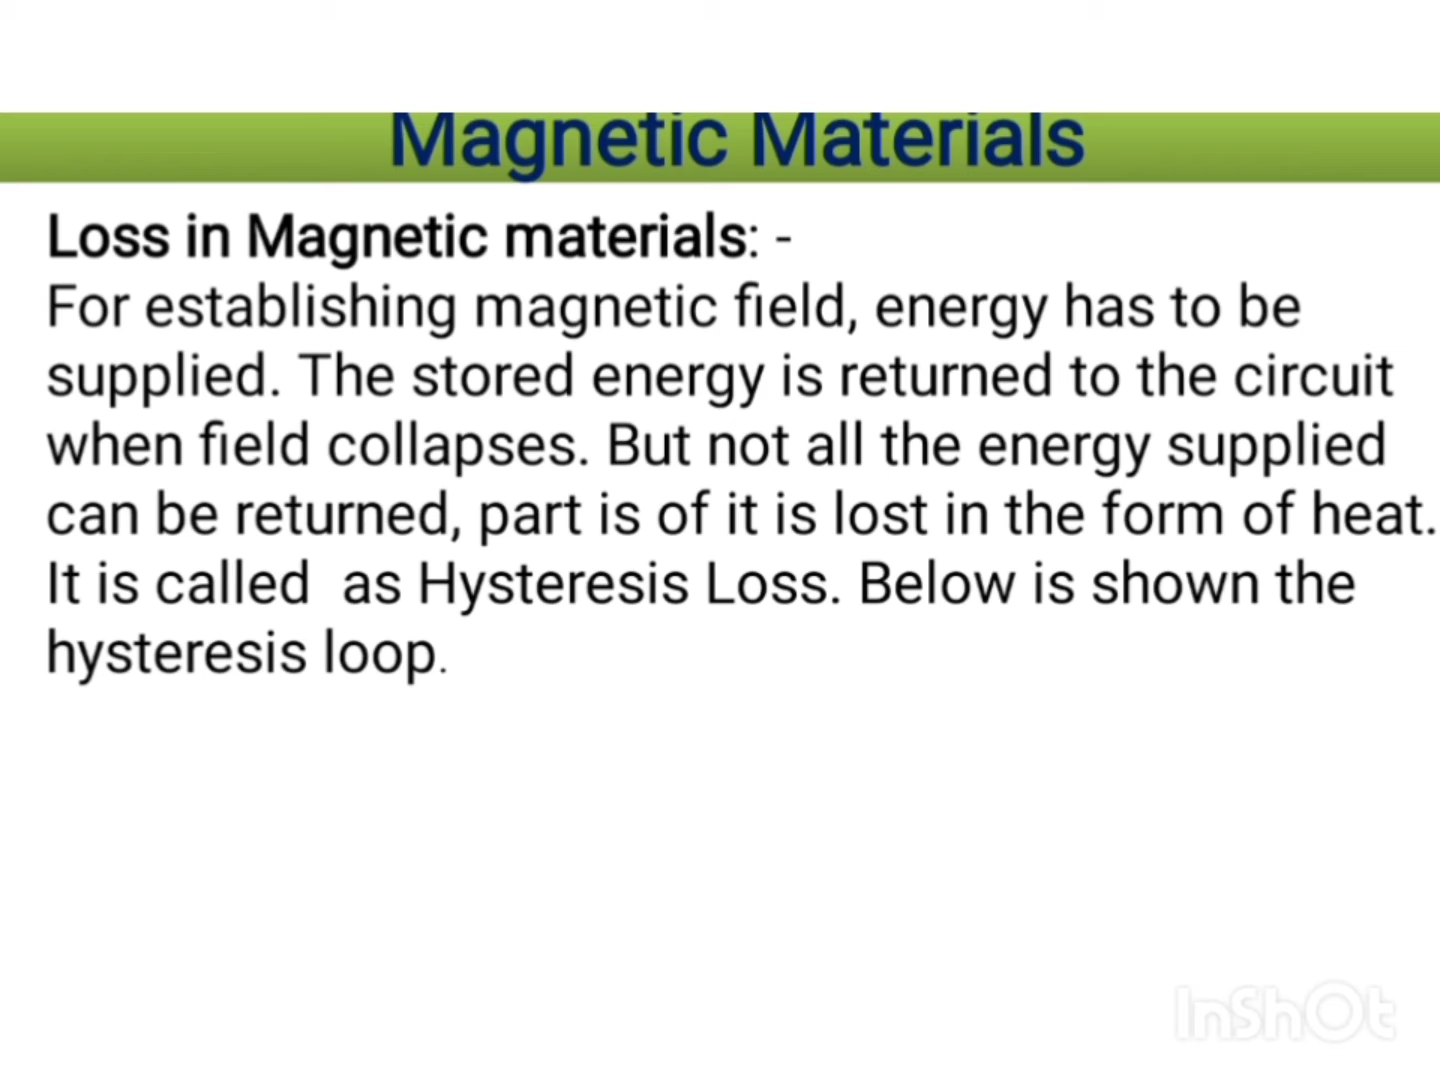 Magnetic Materials
Loss in Magnetic materials: -
For establishing magnetic field, energy has to be
supplied. The stored energy is returned to the circuit
when field collapses. But not all the energy supplied
can be returned, part is of it is lost in the form of heat.
It is called  as Hysteresis Loss. Below is shown the
hysteresis loop.
InShOt